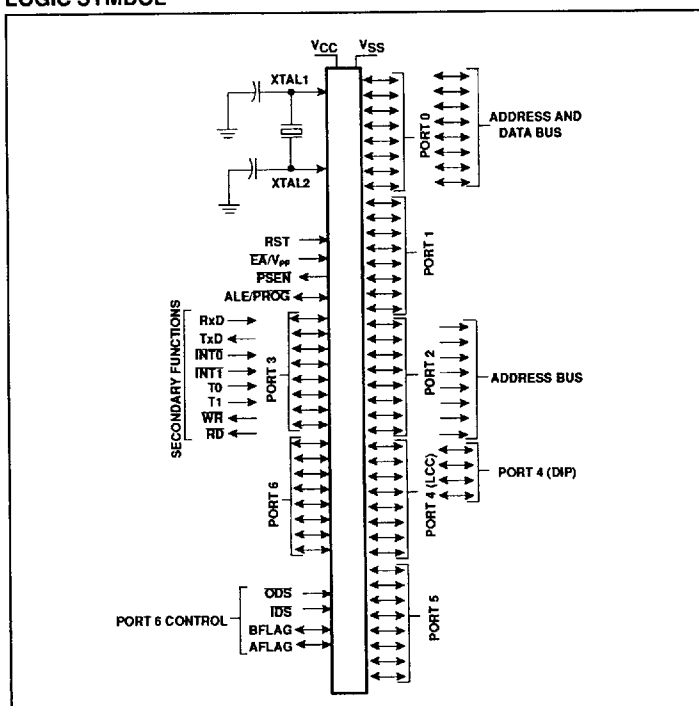 LOGIC SYMBOL
VCC VSS
XTAL1
XTAL2
PORT 0
ADDRESS AND
DATA BUS
PORT 1
RST
EA/VPP
PSEN
ALE/PROG
SECONDARY FUNCTIONS
RxD
TxD
INT0
INT1
T0
T1
WR
RD
PORT 3
PORT 2
ADDRESS BUS
PORT 6
PORT 4 (LCC)
PORT 4 (DIP)
PORT 6 CONTROL
ODS
IDS
BFLAG
AFLAG
PORT 5